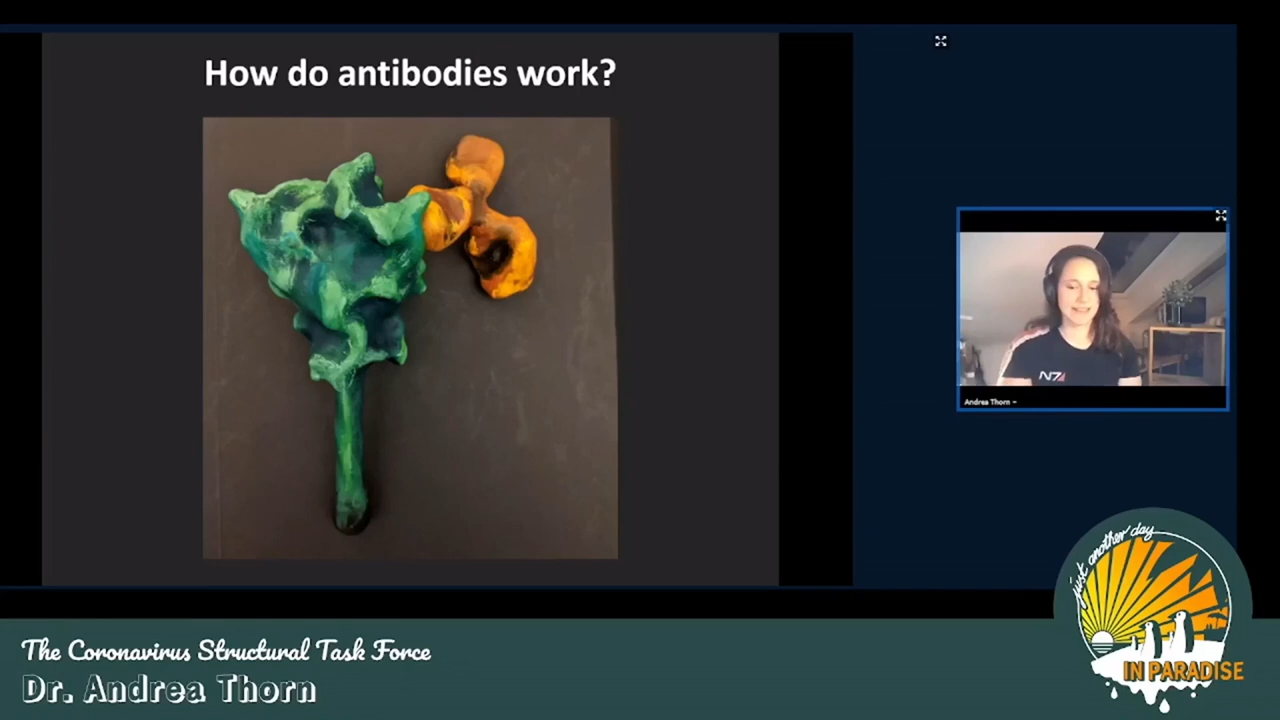 How do antibodies work?
N7
Andrea Thorn
just another day
IN PARADISE
The Coronavirus Structural Task Force
Dr. Andrea Thorn